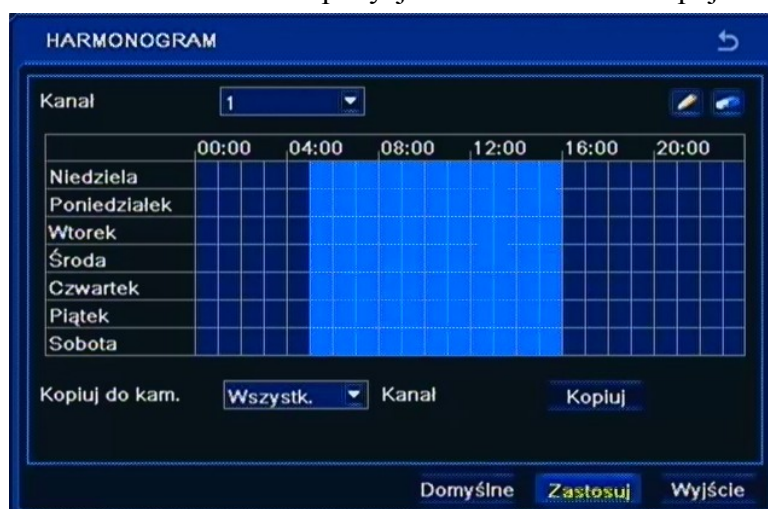 HARMONOGRAM
Kanał 1
00:00 04:00 08:00 12:00 16:00 20:00
Niedziela
Poniedziałek
Wtorek
Środa
Czwartek
Piątek
Sobota
Kopiuj do kam. Wszystk. Kanał Kopiuj
Domyślne Zastosuj Wyjście